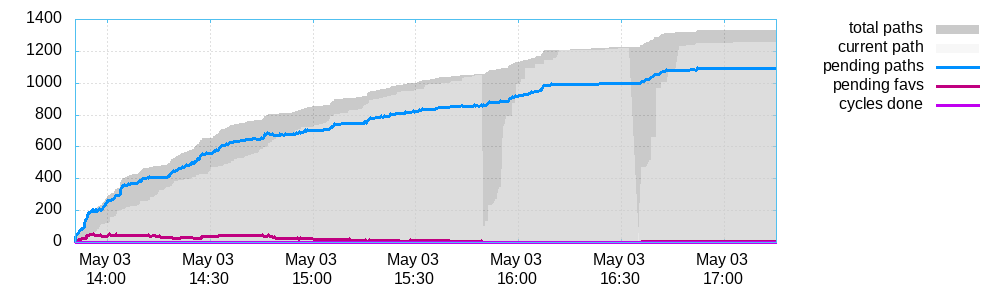 1400
1200
1000
800
600
400
200
0
May 03 14:00
May 03 14:30
May 03 15:00
May 03 15:30
May 03 16:00
May 03 16:30
May 03 17:00
total paths
current path
pending paths
pending favs
cycles done